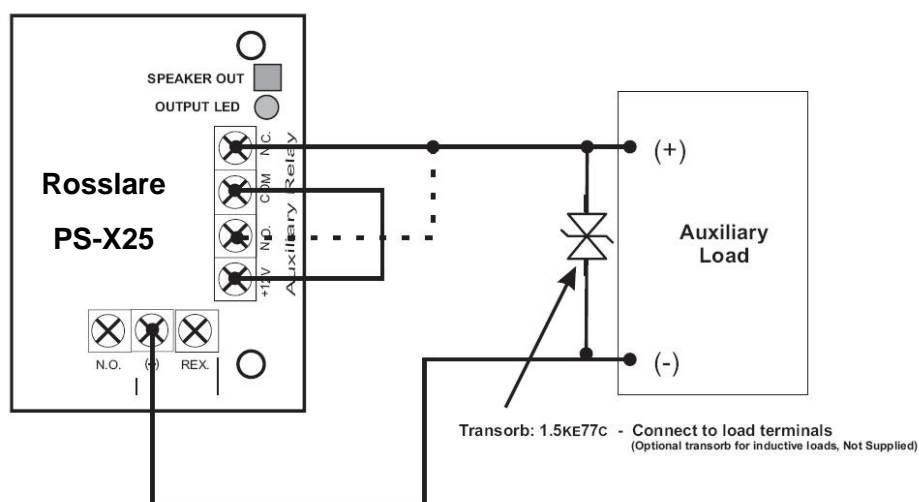 SPEAKER OUT
OUTPUT LED
Rosslare
PS-X25
N.C.
COM
N.O.
+12V
Auxiliary Relay
N.O.
(-)
REX.
(+)
Auxiliary
Load
(-)
Transorb: 1.5KE77C - Connect to load terminals
(Optional transorb for inductive loads, Not Supplied)